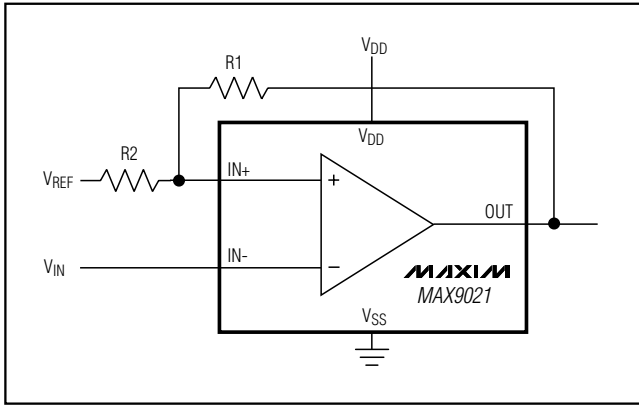 VDD
R1
VDD
R2
IN+
VREF
+
OUT
VIN
IN-
−
MAXIM
MAX9021
VSS